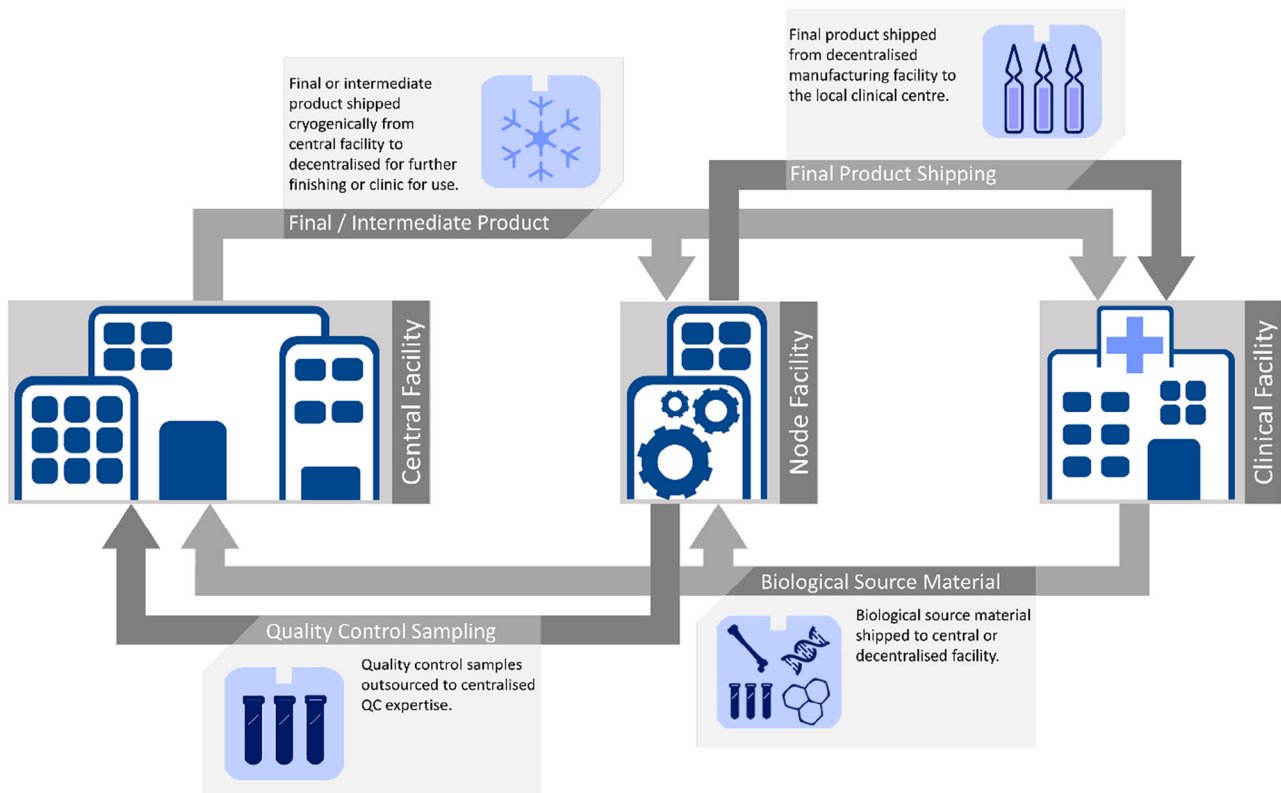 Final product shipped
from decentralised
manufacturing facility to
the local clinical centre.
Final or intermediate
product shipped
cryogenically from
central facility to
decentralised for further
finishing or clinic for use.
Final Product Shipping
Final / Intermediate Product
Central Facility
Node Facility
Clinical Facility
Biological Source Material
Biological source material
shipped to central or
decentralised facility.
Quality Control Sampling
Quality control samples
outsourced to centralised
QC expertise.